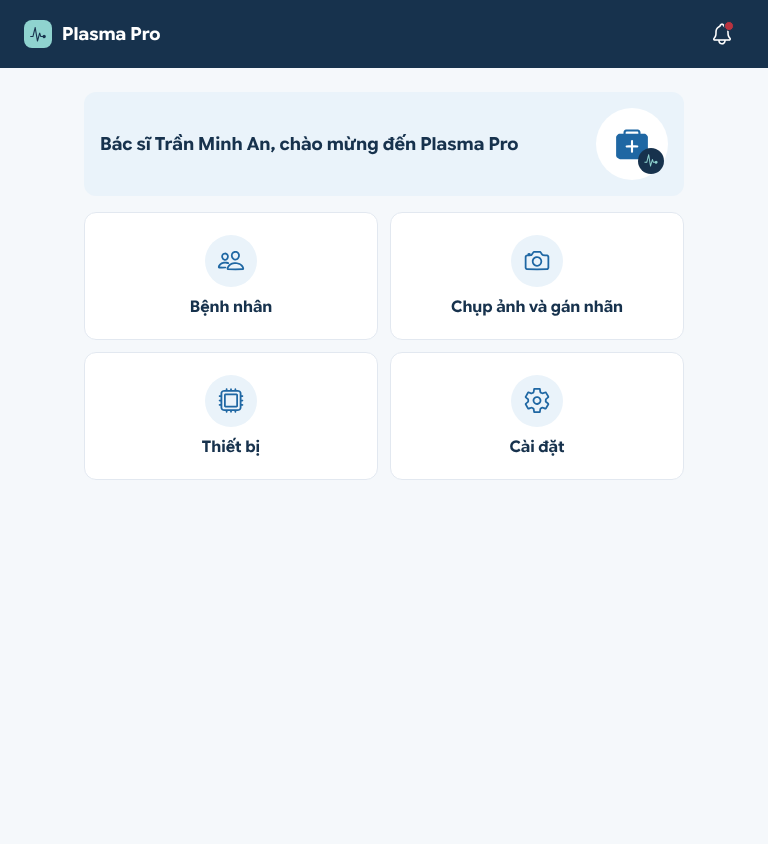 Plasma Pro
Bác sĩ Trần Minh An, chào mừng đến Plasma Pro
Bệnh nhân
Chụp ảnh và gán nhãn
Thiết bị
Cài đặt